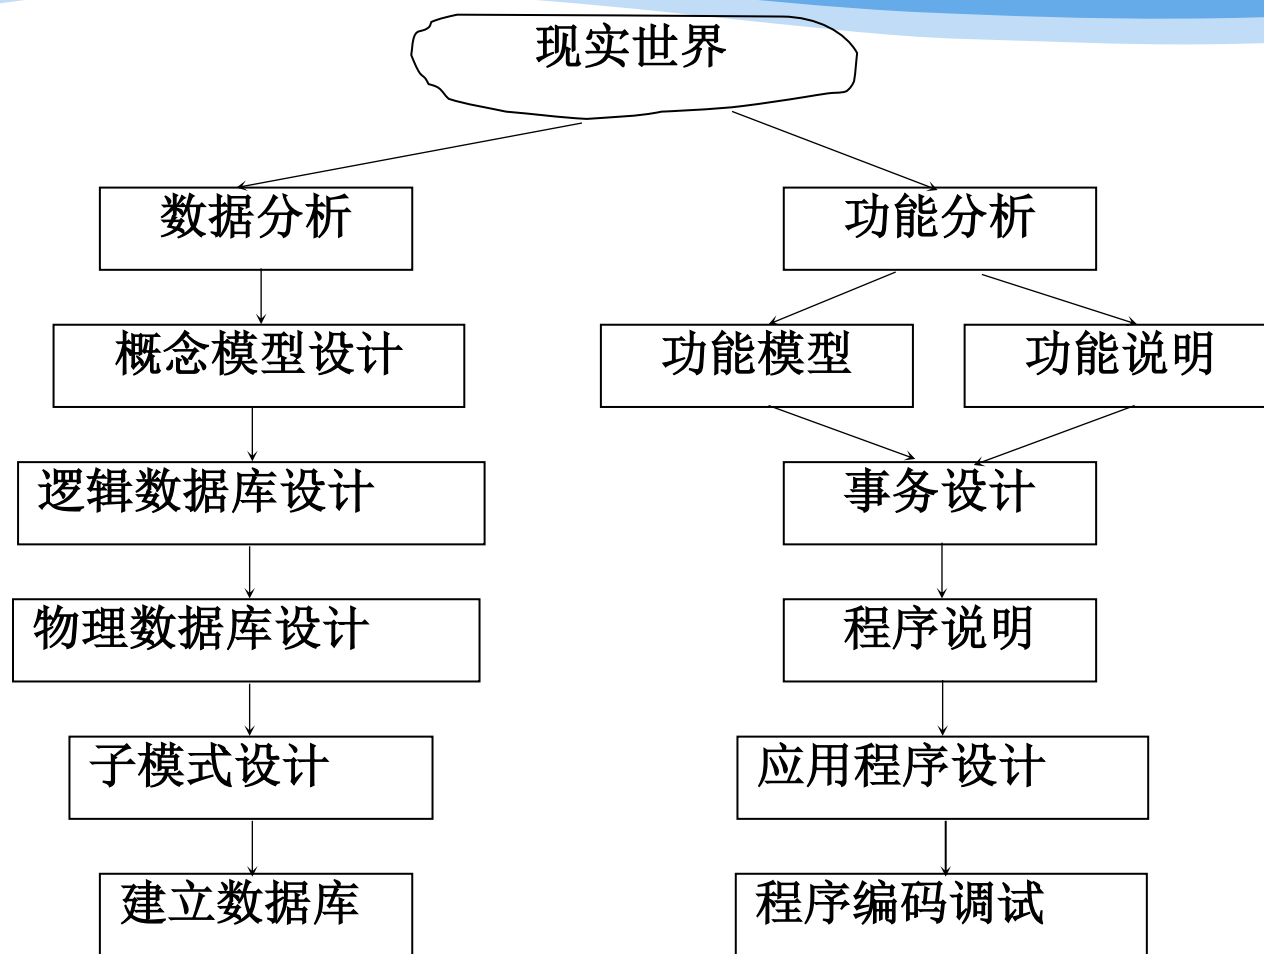 现实世界
数据分析
功能分析
概念模型设计
功能模型
功能说明
逻辑数据库设计
事务设计
物理数据库设计
程序说明
子模式设计
应用程序设计
建立数据库
程序编码调试